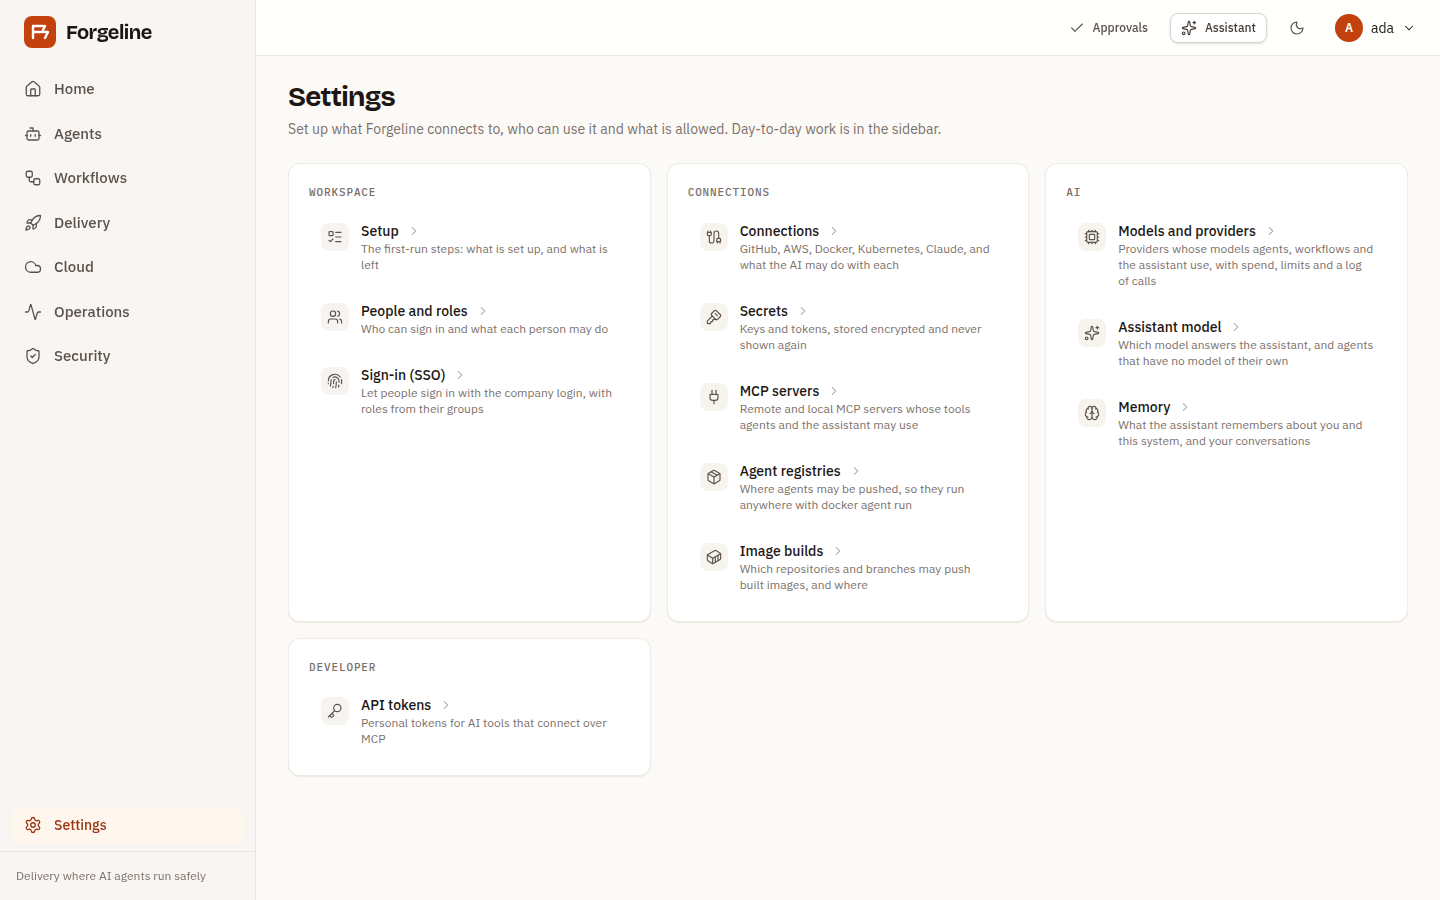 Forgeline
Home
Agents
Workflows
Delivery
Cloud
Operations
Security
Settings
Delivery where AI agents run safely
Approvals
Assistant
A
ada
Settings
Set up what Forgeline connects to, who can use it and what is allowed. Day-to-day work is in the sidebar.
WORKSPACE
Setup
The first-run steps: what is set up, and what is
left
People and roles
Who can sign in and what each person may do
Sign-in (SSO)
Let people sign in with the company login, with
roles from their groups
CONNECTIONS
Connections
GitHub, AWS, Docker, Kubernetes, Claude, and
what the AI may do with each
Secrets
Keys and tokens, stored encrypted and never
shown again
MCP servers
Remote and local MCP servers whose tools
agents and the assistant may use
Agent registries
Where agents may be pushed, so they run
anywhere with docker agent run
Image builds
Which repositories and branches may push
built images, and where
AI
Models and providers
Providers whose models agents, workflows and
the assistant use, with spend, limits and a log
of calls
Assistant model
Which model answers the assistant, and agents
that have no model of their own
Memory
What the assistant remembers about you and
this system, and your conversations
DEVELOPER
API tokens
Personal tokens for AI tools that connect over
MCP